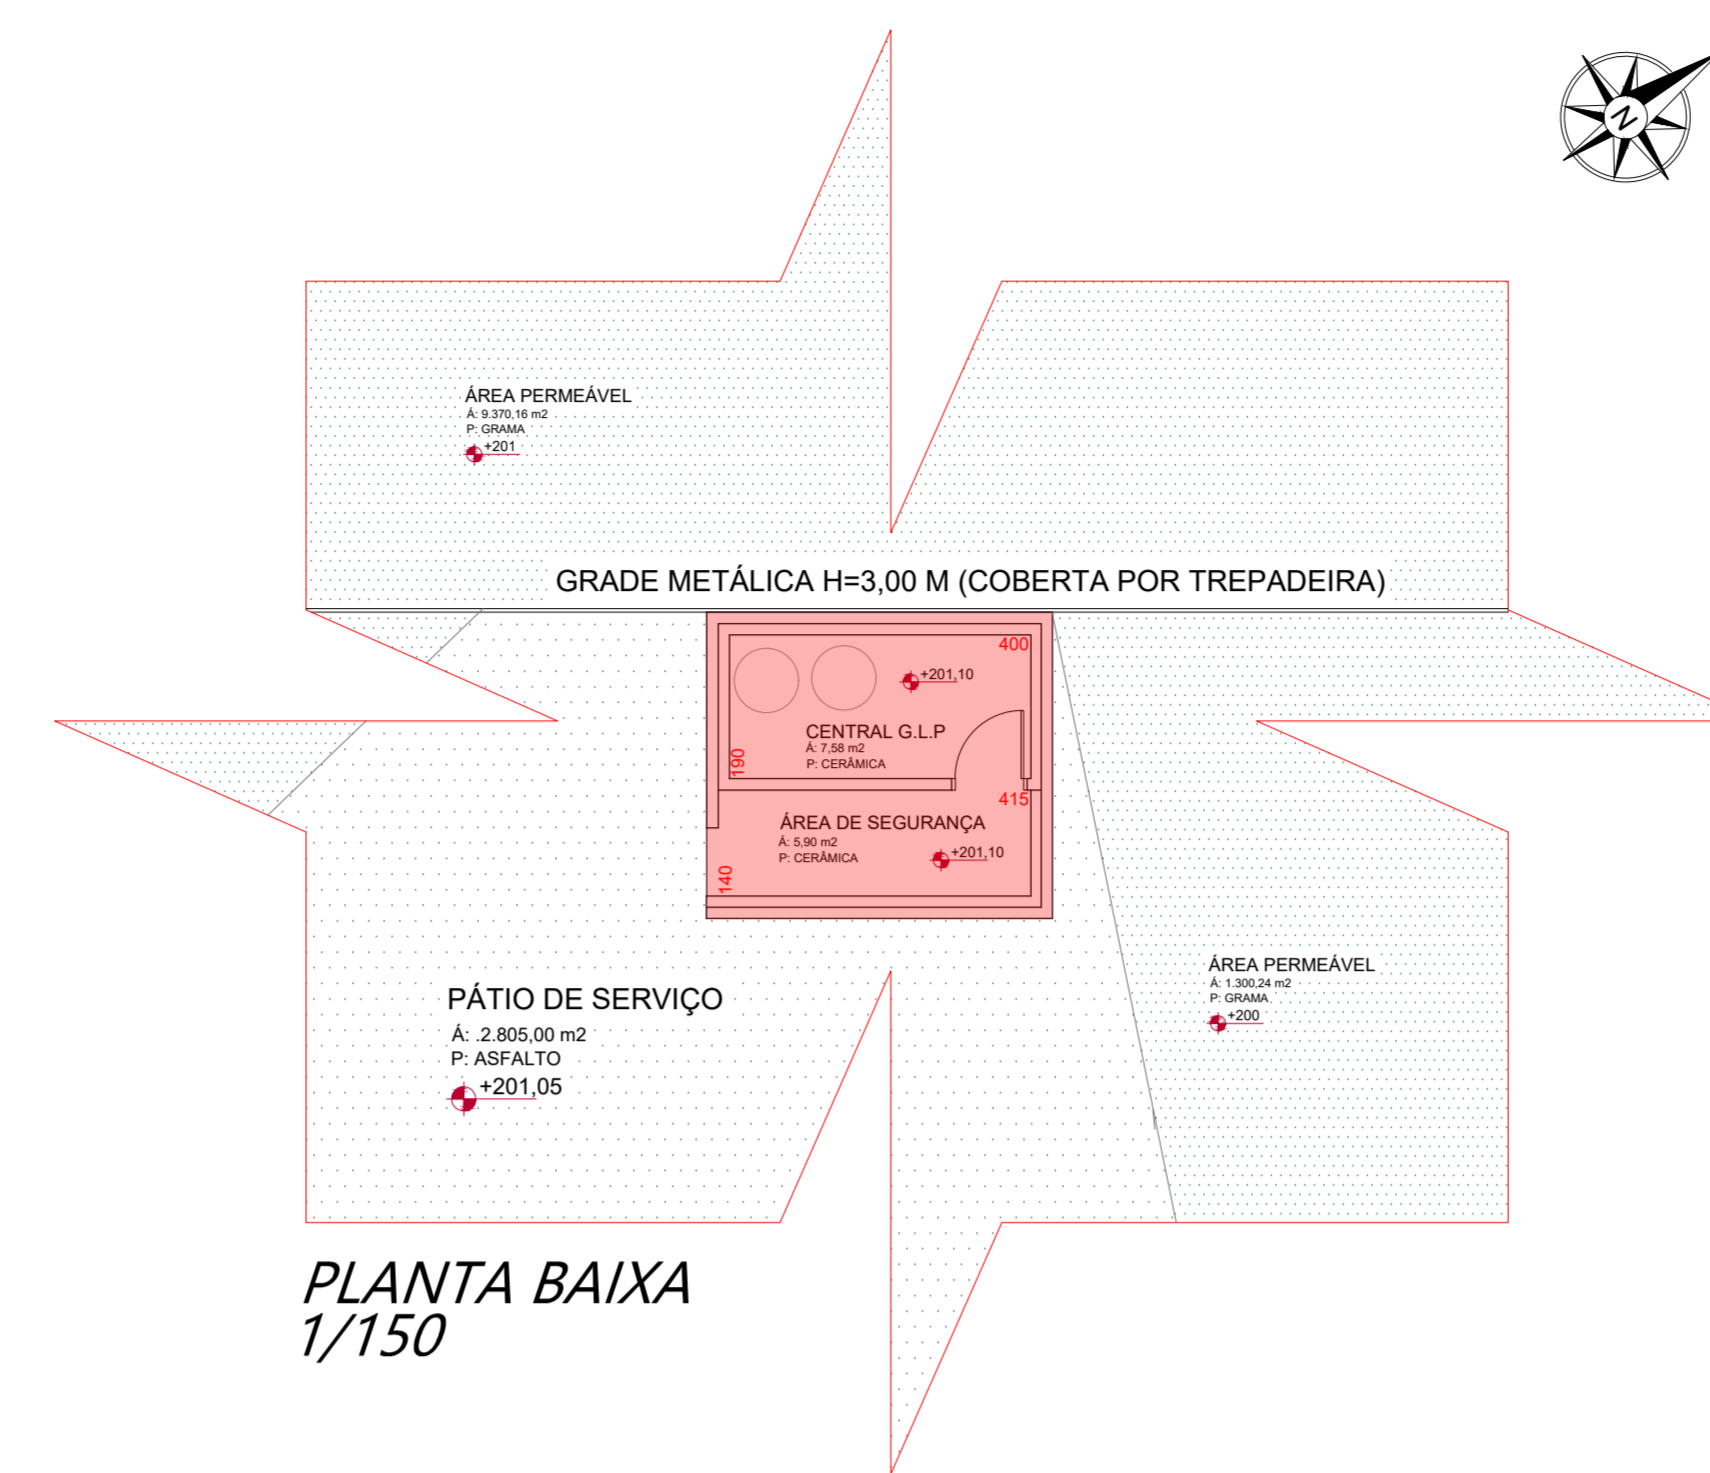 N
ÁREA PERMEÁVEL
Á: 9.370,16 m2
P: GRAMA
+201
GRADE METÁLICA H=3,00 M (COBERTA POR TREPADEIRA)
400
+201,10
CENTRAL G.L.P
Á: 7,58 m2
P: CERÂMICA
190
415
ÁREA DE SEGURANÇA
Á: 5,90 m2
P: CERÂMICA
+201,10
140
PÁTIO DE SERVIÇO
Á: .2.805,00 m2
P: ASFALTO
+201,05
ÁREA PERMEÁVEL
Á: 1.300,24 m2
P: GRAMA
+200
PLANTA BAIXA
1/150